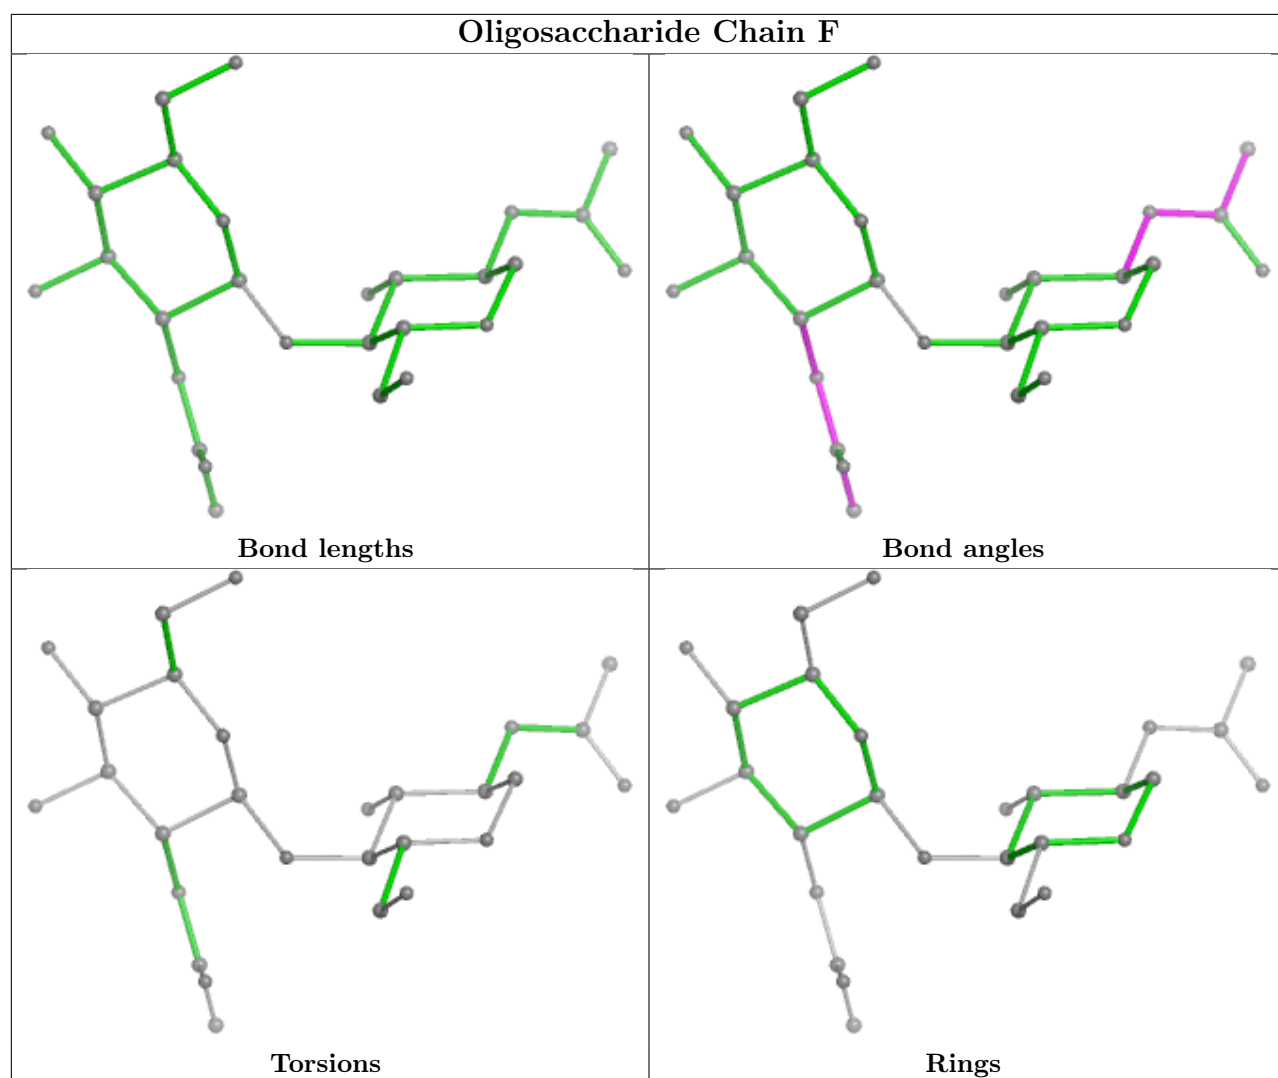 Oligosaccharide Chain F
Bond lengths
Bond angles
Torsions
Rings